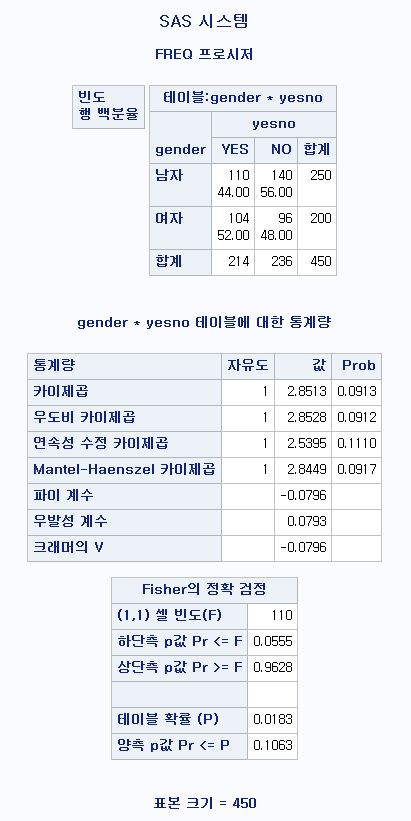 SAS 시스템
FREQ 프로시저
빈도
행 백분율
테이블:gender * yesno
yesno
gender YES NO 합계
남자 110 140 250
44.00 56.00
여자 104 96 200
52.00 48.00
합계 214 236 450
gender * yesno 테이블에 대한 통계량
통계량 자유도 값 Prob
카이제곱 1 2.8513 0.0913
우도비 카이제곱 1 2.8528 0.0912
연속성 수정 카이제곱 1 2.5395 0.1110
Mantel-Haenszel 카이제곱 1 2.8449 0.0917
파이 계수 -0.0796
우발성 계수 0.0793
크래머의 V -0.0796
Fisher의 정확 검정
(1,1) 셀 빈도(F) 110
하단측 p값 Pr <= F 0.0555
상단측 p값 Pr >= F 0.9628
테이블 확률 (P) 0.0183
양측 p값 Pr <= P 0.1063
표본 크기 = 450